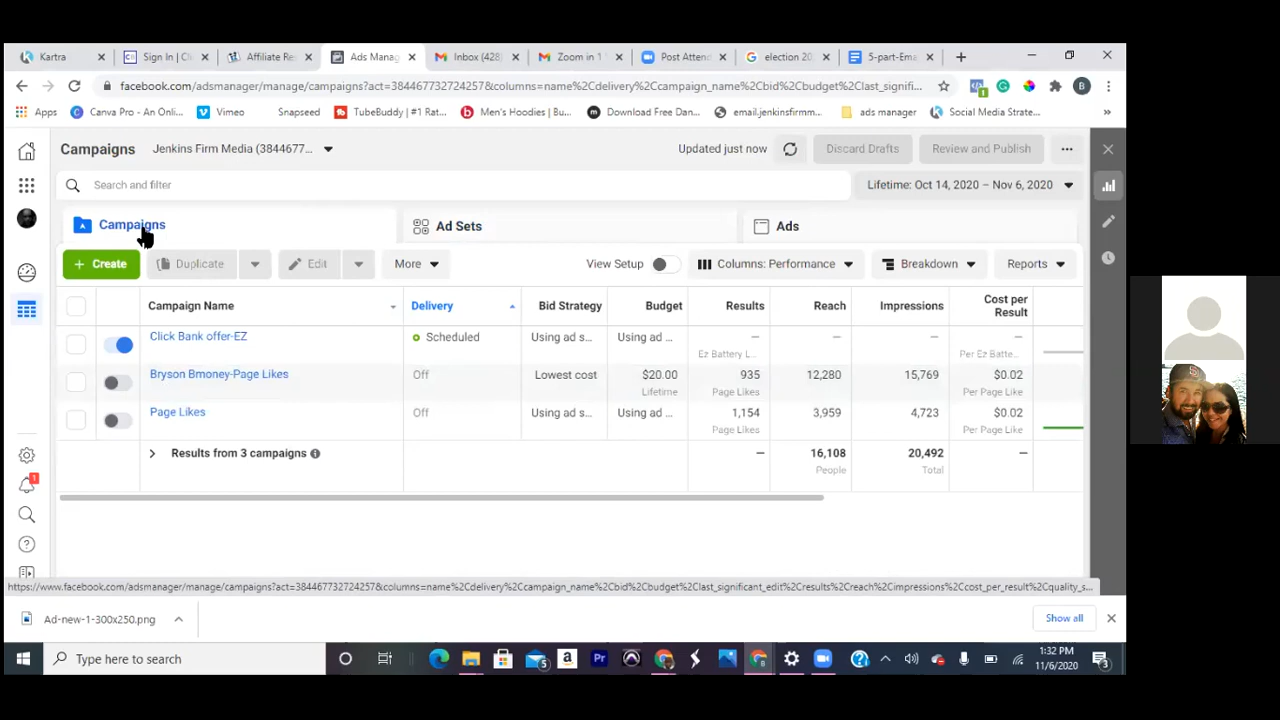 Kartra
Sign In | Cli
Affiliate Re
Ads Manag
Inbox (428
Zoom in 1
Post Attend
election 20
5-part-Ema
facebook.com/adsmanager/manage/campaigns?act=384467732724257&columns=name%2Cdelivery%2Ccampaign_name%2Cbid%2Cbudget%2Clast_signifi...
Apps
Canva Pro - An Onli...
Vimeo
Snapseed
TubeBuddy | #1 Rat...
Men's Hoodies | Bu...
Download Free Dan...
email.jenkinsfirmm...
ads manager
Social Media Strate...
Campaigns
Jenkins Firm Media (3844677...
Updated just now
Discard Drafts
Review and Publish
Search and filter
Lifetime: Oct 14, 2020 – Nov 6, 2020
Campaigns
Ad Sets
Ads
+ Create
Duplicate
Edit
More
View Setup
Columns: Performance
Breakdown
Reports
Campaign Name
Delivery
Bid Strategy
Budget
Results
Reach
Impressions
Cost per
Result
Click Bank offer-EZ
Scheduled
Using ad s...
Using ad ...
—
—
—
—
Ez Battery L...
Per Ez Batte...
Bryson Bmoney-Page Likes
Off
Lowest cost
$20.00
935
12,280
15,769
$0.02
Lifetime
Page Likes
Per Page Like
Page Likes
Off
Using ad s...
Using ad ...
1,154
3,959
4,723
$0.02
Page Likes
Per Page Like
Results from 3 campaigns
—
16,108
20,492
—
People
Total
https://www.facebook.com/adsmanager/manage/campaigns?act=384467732724257&columns=name%2Cdelivery%2Ccampaign_name%2Cbid%2Cbudget%2Clast_significant_edit%2Cresults%2Creach%2Cimpressions%2Ccost_per_result%2Cquality_s...
Ad-new-1-300x250.png
Show all
Type here to search
1:32 PM
11/6/2020